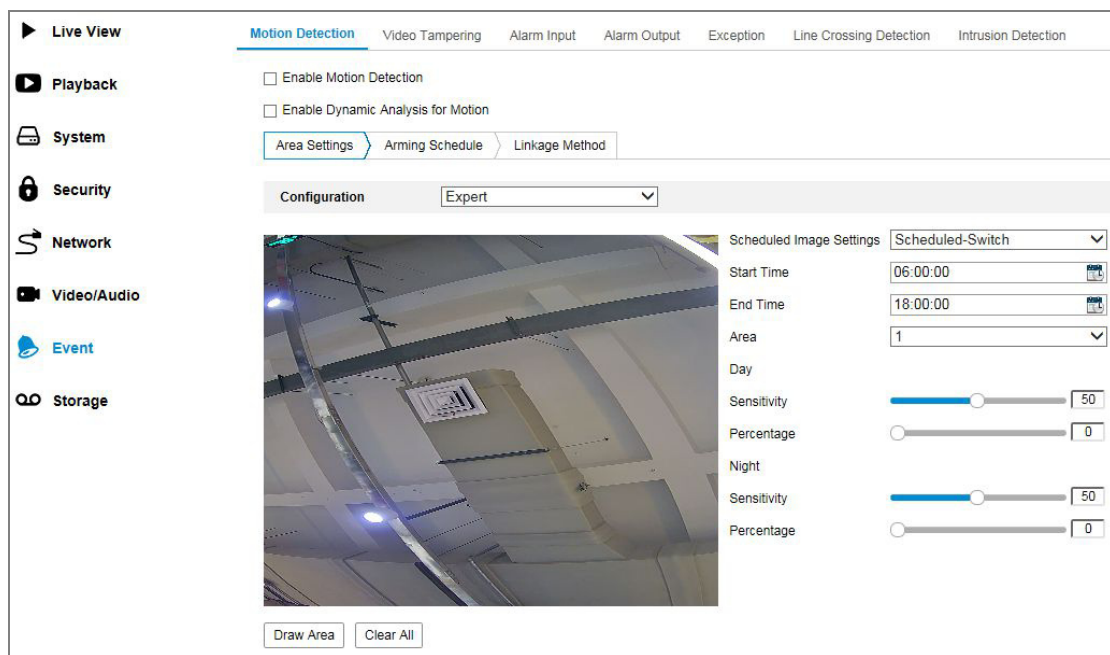 Live View
Playback
System
Security
Network
Video/Audio
Event
Storage
Motion Detection Video Tampering Alarm Input Alarm Output Exception Line Crossing Detection Intrusion Detection
Enable Motion Detection
Enable Dynamic Analysis for Motion
Area Settings Arming Schedule Linkage Method
Configuration Expert
Scheduled Image Settings Scheduled-Switch
Start Time 06:00:00
End Time 18:00:00
Area 1
Day
Sensitivity 50
Percentage 0
Night
Sensitivity 50
Percentage 0
Draw Area Clear All